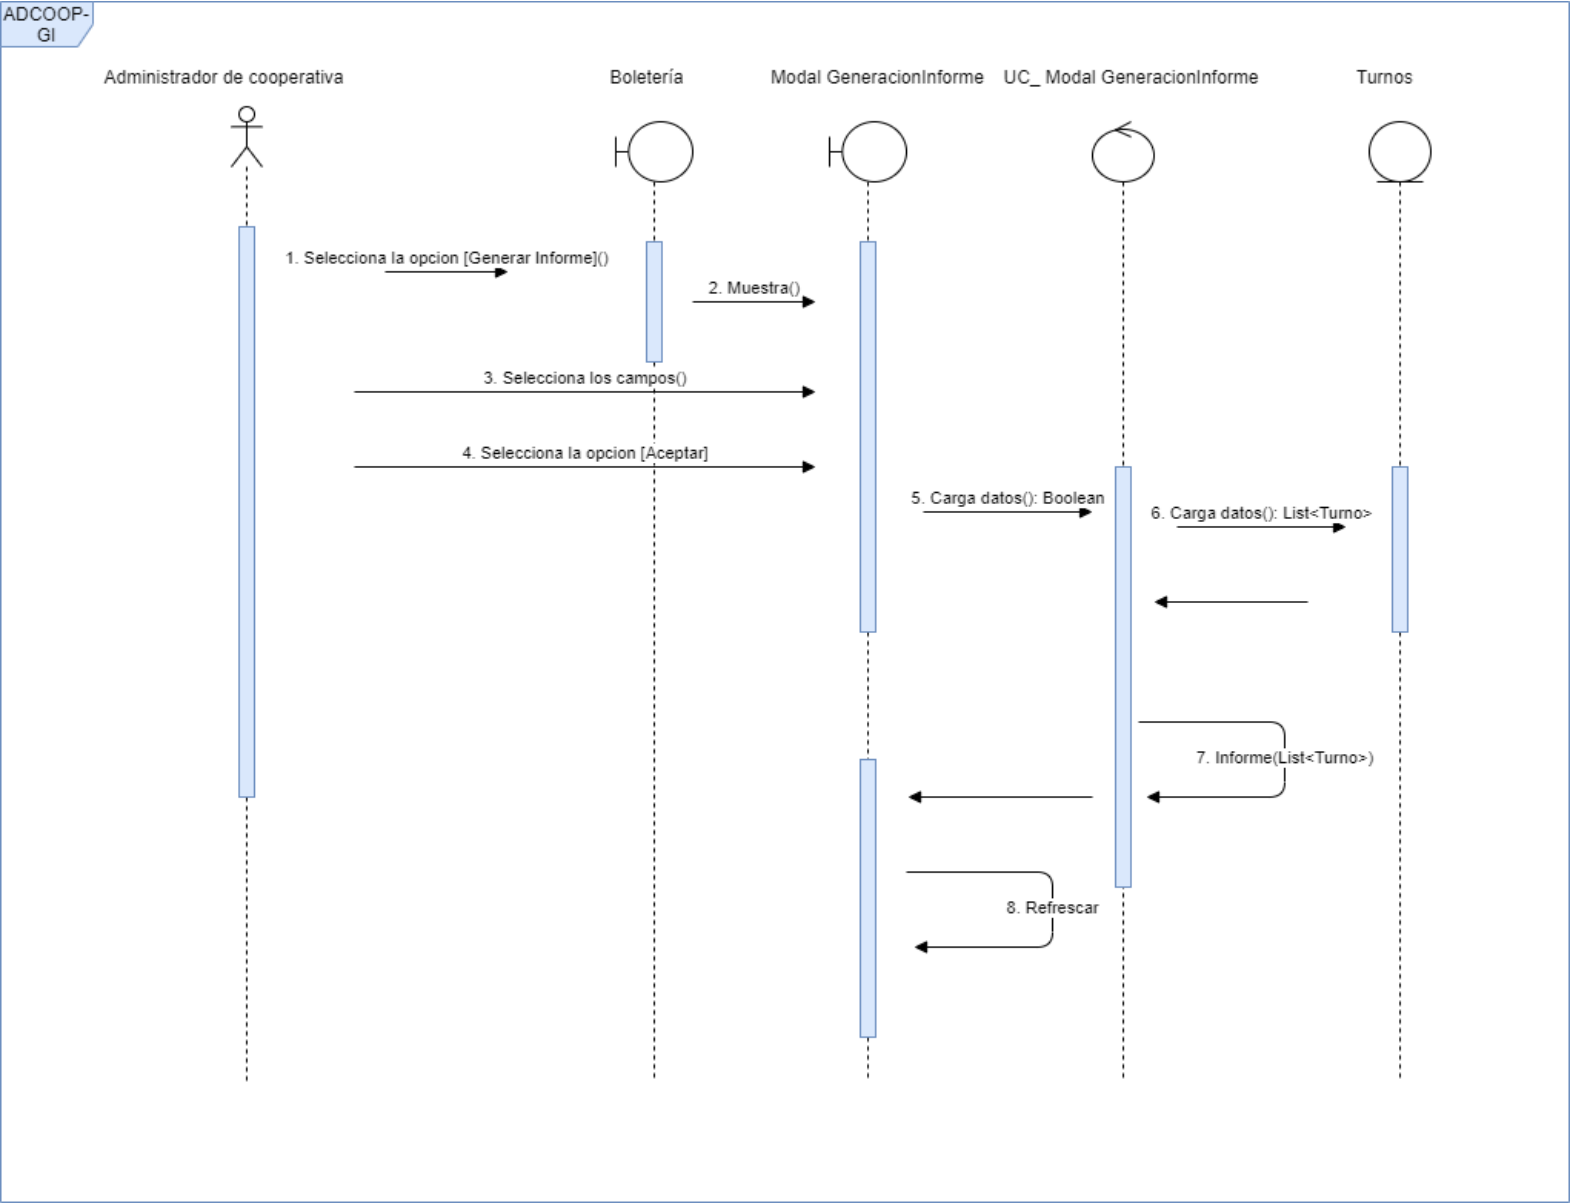 ADCOOP-
GI
Administrador de cooperativa
Boletería
Modal GeneracionInforme
UC_ Modal GeneracionInforme
Turnos
1. Selecciona la opcion [Generar Informe]()
2. Muestra()
3. Selecciona los campos()
4. Selecciona la opcion [Aceptar]
5. Carga datos(): Boolean
6. Carga datos(): List<Turno>
7. Informe(List<Turno>)
8. Refrescar